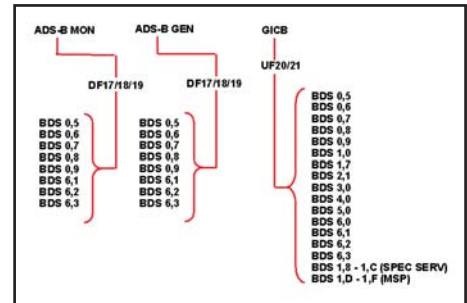 ADS-B MON
ADS-B GEN
GICB
UF20/21
DF17/18/19
DF17/18/19
BDS 0,5
BDS 0,6
BDS 0,7
BDS 0,8
BDS 0,9
BDS 6,1
BDS 6,2
BDS 6,3
BDS 0,5
BDS 0,6
BDS 0,7
BDS 0,8
BDS 0,9
BDS 6,1
BDS 6,2
BDS 6,3
BDS 0,5
BDS 0,6
BDS 0,7
BDS 0,8
BDS 0,9
BDS 1,0
BDS 1,7
BDS 2,1
BDS 3,0
BDS 4,0
BDS 5,0
BDS 6,0
BDS 6,1
BDS 6,2
BDS 6,3
BDS 1,8 - 1,C (SPEC SERV)
BDS 1,D - 1,F (MSP)